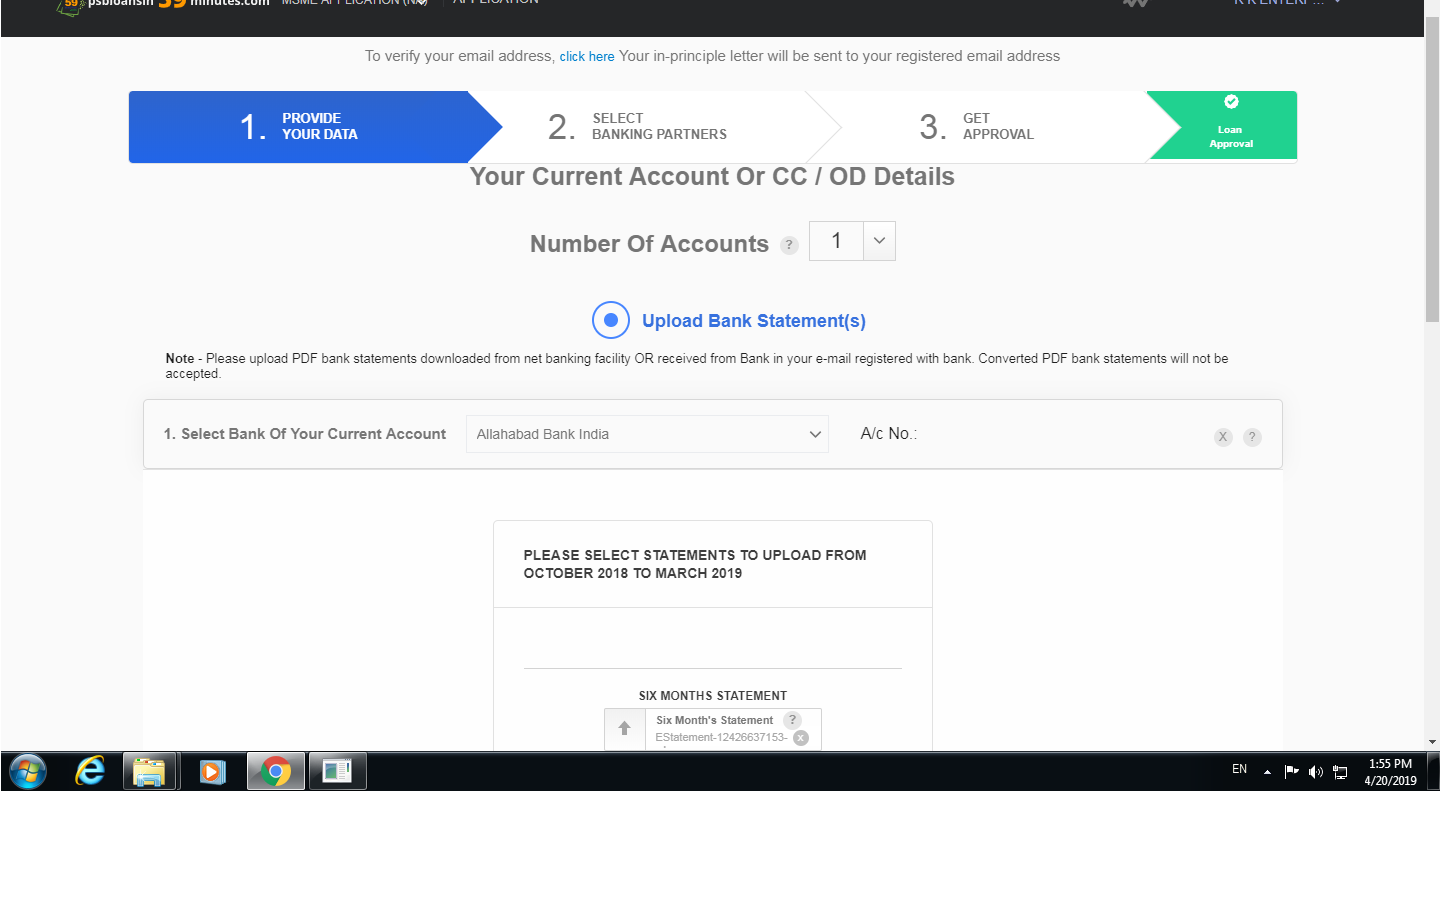 59 psbloansin 59 minutes.com MSME APPLICATION (NX) APPLICATION
To verify your email address, click here Your in-principle letter will be sent to your registered email address
1. PROVIDE YOUR DATA
2. SELECT BANKING PARTNERS
3. GET APPROVAL
Loan Approval
Your Current Account Or CC / OD Details
Number Of Accounts ? 1
Upload Bank Statement(s)
Note - Please upload PDF bank statements downloaded from net banking facility OR received from Bank in your e-mail registered with bank. Converted PDF bank statements will not be
accepted.
1. Select Bank Of Your Current Account Allahabad Bank India A/c No.: X ?
PLEASE SELECT STATEMENTS TO UPLOAD FROM
OCTOBER 2018 TO MARCH 2019
SIX MONTHS STATEMENT
Six Month's Statement ?
EStatement-12426637153- x
EN 1:55 PM
4/20/2019